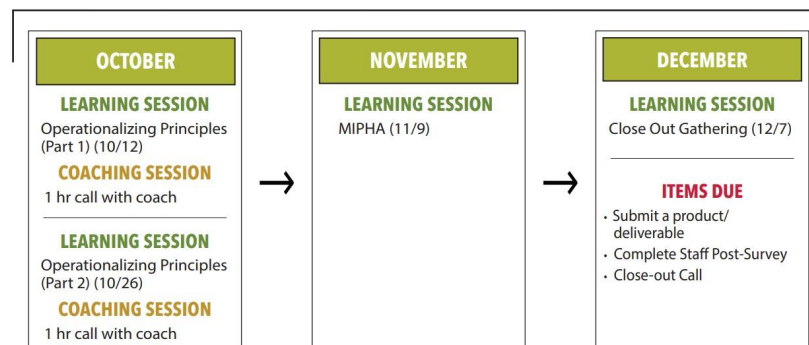 OCTOBER
LEARNING SESSION
Operationalizing Principles
(Part 1) (10/12)
COACHING SESSION
1 hr call with coach
LEARNING SESSION
Operationalizing Principles
(Part 2) (10/26)
COACHING SESSION
1 hr call with coach
NOVEMBER
LEARNING SESSION
MIPHA (11/9)
DECEMBER
LEARNING SESSION
Close Out Gathering (12/7)
ITEMS DUE
• Submit a product/
deliverable
• Complete Staff Post-Survey
• Close-out Call